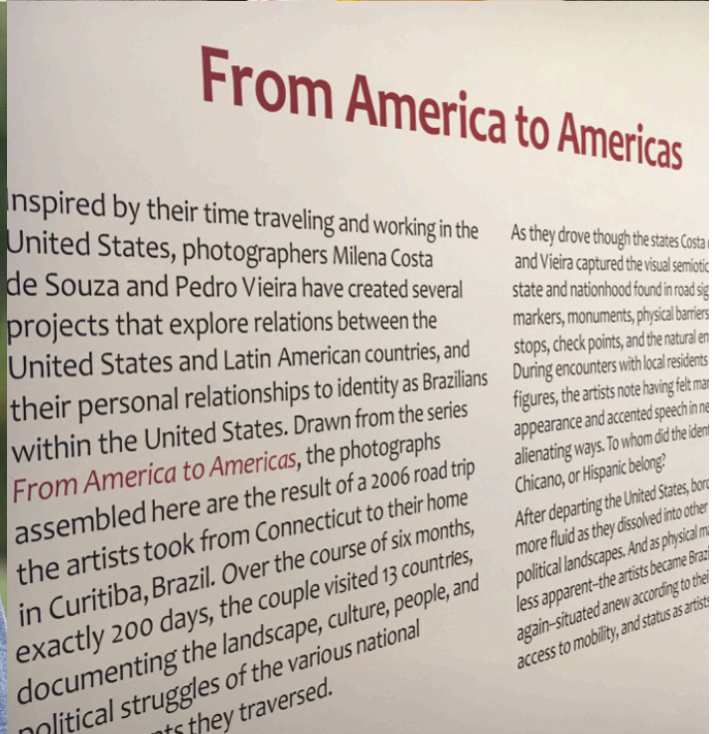 From America to Americas
Inspired by their time traveling and working in the
United States, photographers Milena Costa
de Souza and Pedro Vieira have created several
projects that explore relations between the
United States and Latin American countries, and
their personal relationships to identity as Brazilians
within the United States. Drawn from the series
From America to Americas, the photographs
assembled here are the result of a 2006 road trip
the artists took from Connecticut to their home
in Curitiba, Brazil. Over the course of six months,
exactly 200 days, the couple visited 13 countries,
documenting the landscape, culture, people, and
political struggles of the various national
they traversed.
As they drove though the states Costa
and Vieira captured the visual semiotic
state and nationhood found in road
markers, monuments, physical barriers
stops, check points, and the natural
During encounters with local residents
figures, the artists note having felt
appearance and accented speech in
alienating ways. To whom did the
Chicano, or Hispanic belong?
After departing the United States,
more fluid as they dissolved into other
political landscapes. And as physical
less apparent–the artists became
again–situated anew according to
access to mobility, and status as artists